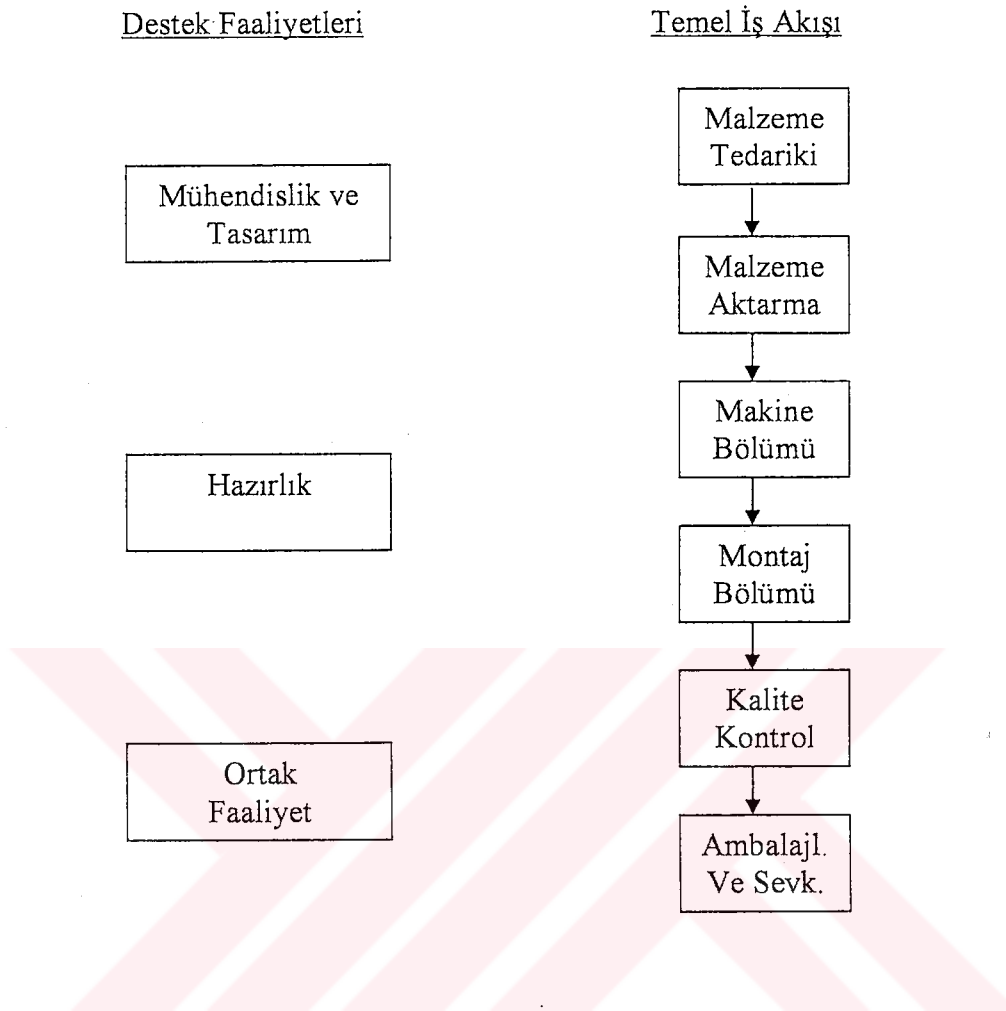 Destek Faaliyetleri
Temel İş Akışı
Malzeme
Tedariki
Mühendislik ve
Tasarım
Malzeme
Aktarma
Makine
Bölümü
Hazırlık
Montaj
Bölümü
Kalite
Kontrol
Ortak
Faaliyet
Ambalajl.
Ve Sevk.